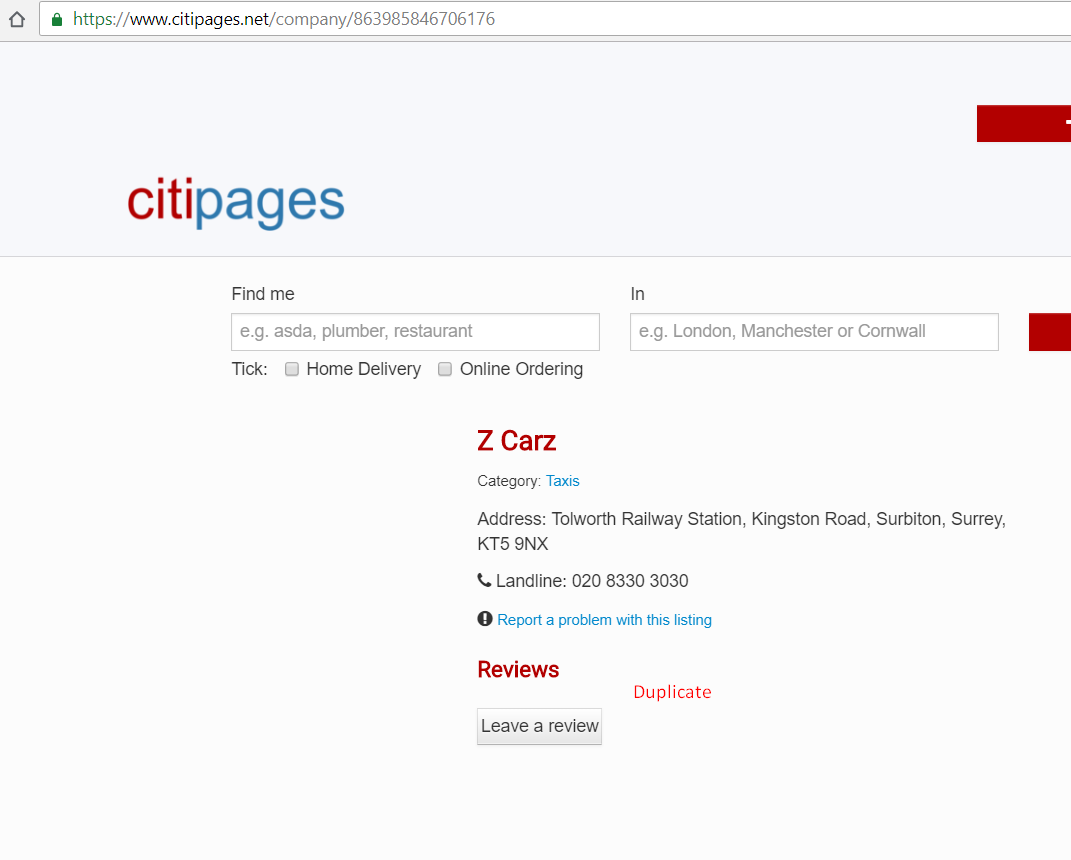 https://www.citipages.net/company/863985846706176
citipages
Find me
In
e.g. asda, plumber, restaurant
e.g. London, Manchester or Cornwall
Tick: Home Delivery Online Ordering
Z Carz
Category: Taxis
Address: Tolworth Railway Station, Kingston Road, Surbiton, Surrey,
KT5 9NX
Landline: 020 8330 3030
Report a problem with this listing
Reviews
Duplicate
Leave a review